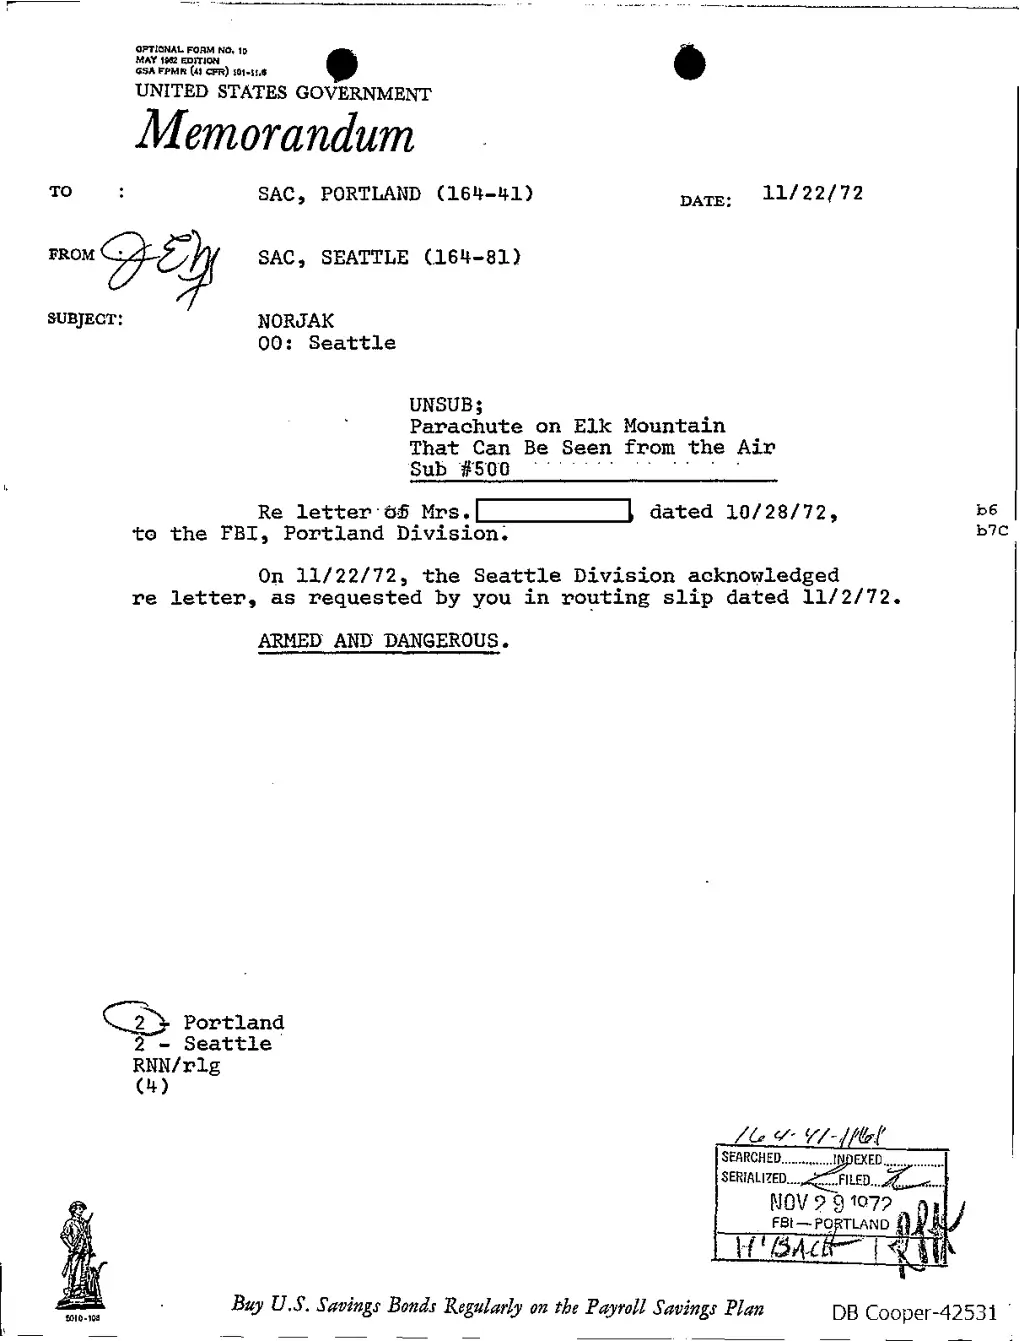 OPTIONAL FORM NO. 10
MAY 1962 EDITION
GSA FPMR (41 CFR) 101-11.6
UNITED STATES GOVERNMENT
Memorandum
TO : SAC, PORTLAND (164-41) DATE: 11/22/72
FROM SAC, SEATTLE (164-81)
SUBJECT: NORJAK
OO: Seattle
UNSUB;
Parachute on Elk Mountain
That Can Be Seen from the Air
Sub #500
Re letter of Mrs. , dated 10/28/72, b6
to the FBI, Portland Division. b7C
On 11/22/72, the Seattle Division acknowledged
re letter, as requested by you in routing slip dated 11/2/72.
ARMED AND DANGEROUS.
2 - Portland
2 - Seattle
RNN/rlg
(4)
164-41-
SEARCHED............INDEXED............
SERIALIZED............FILED............
NOV 29 1972
FBI — PORTLAND
5010-108
Buy U.S. Savings Bonds Regularly on the Payroll Savings Plan
DB Cooper-42531